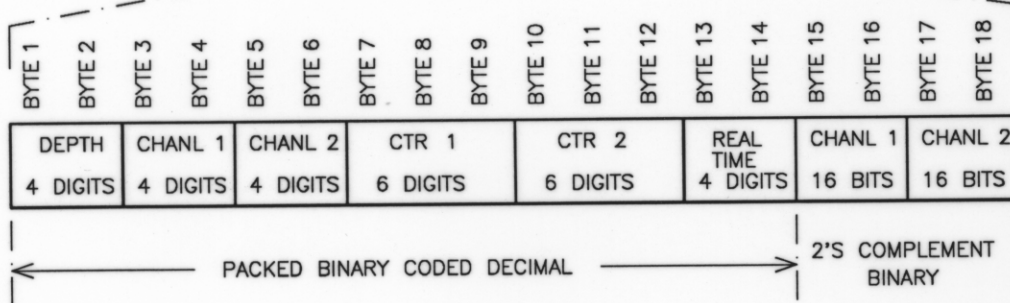 BYTE 1 BYTE 2 BYTE 3 BYTE 4 BYTE 5 BYTE 6 BYTE 7 BYTE 8 BYTE 9 BYTE 10 BYTE 11 BYTE 12 BYTE 13 BYTE 14 BYTE 15 BYTE 16 BYTE 17 BYTE 18
DEPTH CHANL 1 CHANL 2 CTR 1 CTR 2 REAL TIME CHANL 1 CHANL 2
4 DIGITS 4 DIGITS 4 DIGITS 6 DIGITS 6 DIGITS 4 DIGITS 16 BITS 16 BITS
PACKED BINARY CODED DECIMAL
2'S COMPLEMENT
BINARY